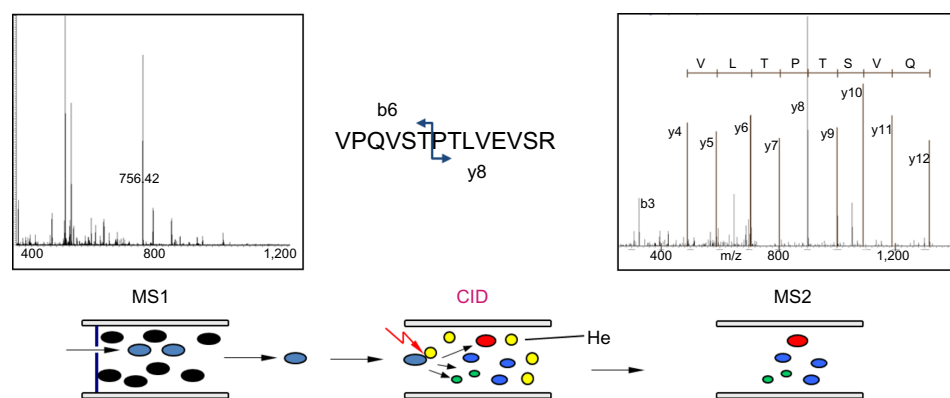 756.42
400 800 1,200
b6
VPQVSTPTLVEVSR
y8
V L T P T S V Q
y4
y5
y6
y7
y8
y9
y10
y11
y12
b3
400 800 1,200
m/z
MS1
CID
MS2
He